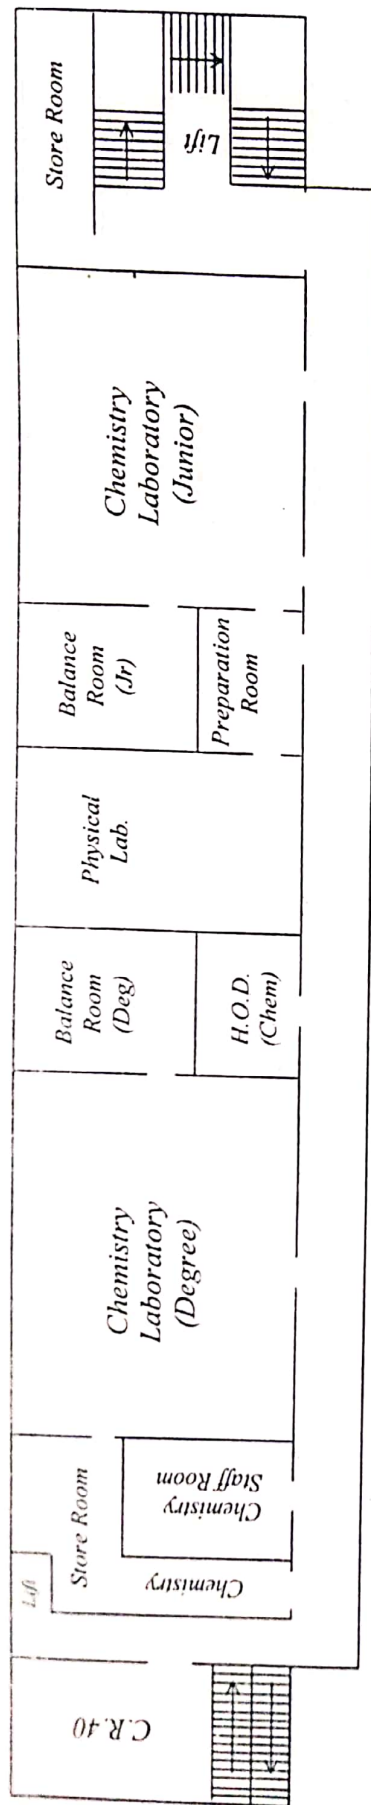 Store Room
Lift
Chemistry
Laboratory
(Junior)
Balance
Room
(Jr)
Preparation
Room
Physical
Lab.
Balance
Room
(Deg)
H.O.D.
(Chem)
Chemistry
Laboratory
(Degree)
Store Room
Chemistry
Staff Room
Chemistry
Lift
C.R.40